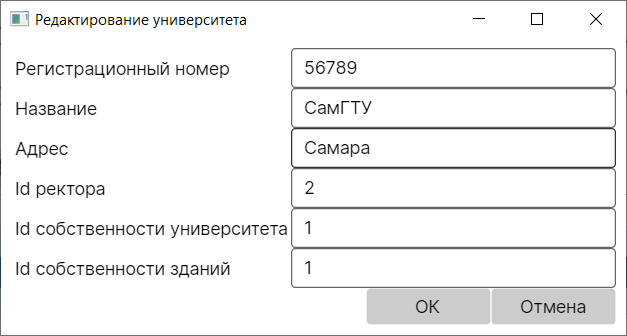 Редактирование университета
Регистрационный номер 56789
Название СамГТУ
Адрес Самара
Id ректора 2
Id собственности университета 1
Id собственности зданий 1
ОК Отмена